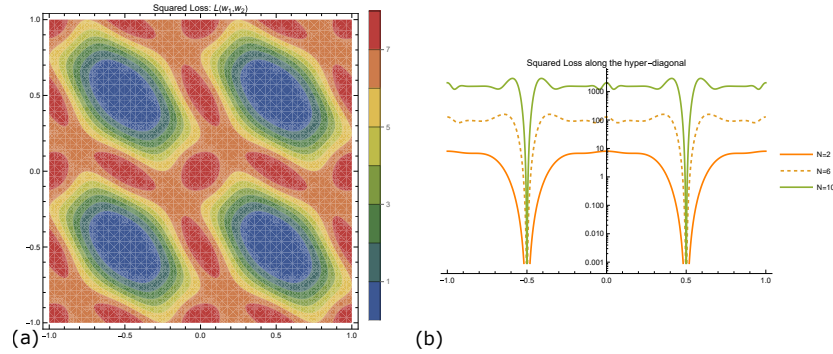 Squared Loss: L(w₁,w₂)
1.0
0.5
0.0
-0.5
-1.0
-1.0 -0.5 0.0 0.5 1.0
7
5
3
1
(a)
Squared Loss along the hyper-diagonal
1000
100
10
1
0.100
0.010
0.001
-1.0 -0.5 0.0 0.5 1.0
N=2
N=6
N=10
(b)